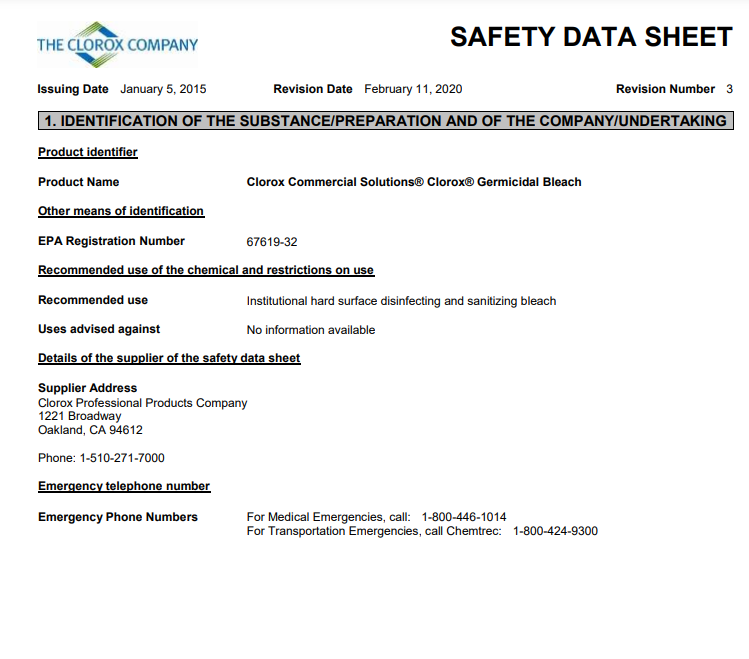 THE CLOROX COMPANY
SAFETY DATA SHEET
Issuing Date January 5, 2015 Revision Date February 11, 2020 Revision Number 3
1. IDENTIFICATION OF THE SUBSTANCE/PREPARATION AND OF THE COMPANY/UNDERTAKING
Product identifier
Product Name Clorox Commercial Solutions® Clorox® Germicidal Bleach
Other means of identification
EPA Registration Number 67619-32
Recommended use of the chemical and restrictions on use
Recommended use Institutional hard surface disinfecting and sanitizing bleach
Uses advised against No information available
Details of the supplier of the safety data sheet
Supplier Address
Clorox Professional Products Company
1221 Broadway
Oakland, CA 94612
Phone: 1-510-271-7000
Emergency telephone number
Emergency Phone Numbers For Medical Emergencies, call: 1-800-446-1014
For Transportation Emergencies, call Chemtrec: 1-800-424-9300